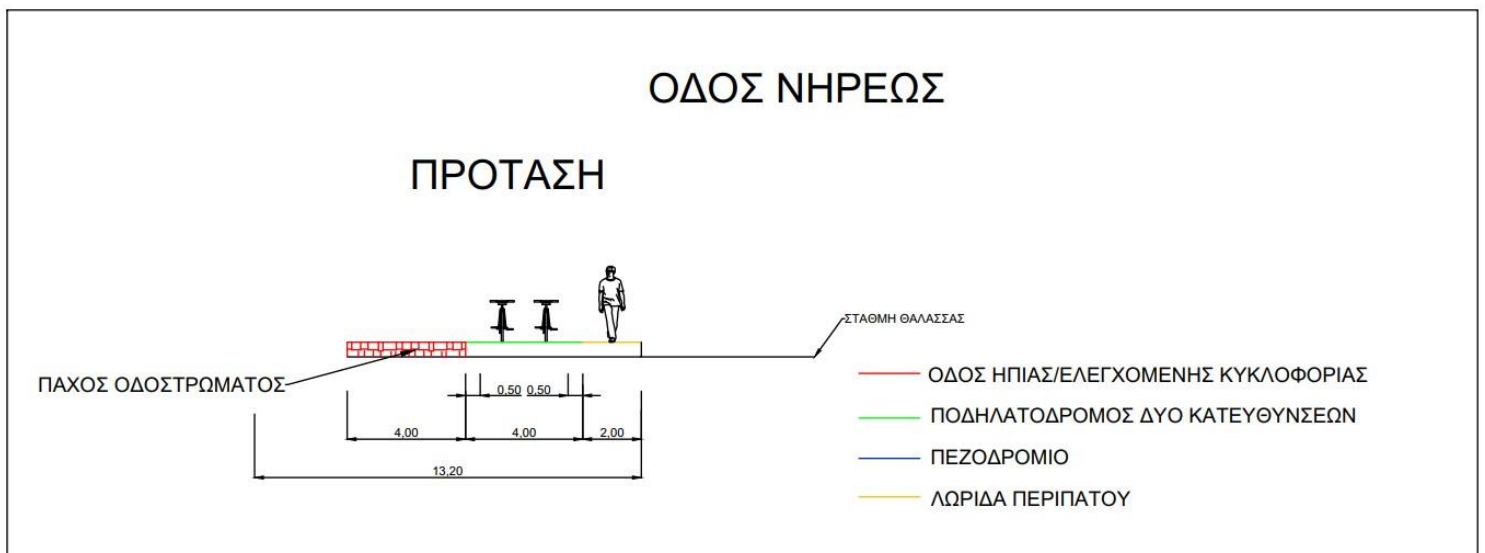 ΟΔΟΣ ΝΗΡΕΩΣ
ΠΡΟΤΑΣΗ
ΣΤΑΘΜΗ ΘΑΛΑΣΣΑΣ
ΠΑΧΟΣ ΟΔΟΣΤΡΩΜΑΤΟΣ
0,50 0,50
4,00 4,00 2,00
13,20
ΟΔΟΣ ΗΠΙΑΣ/ΕΛΕΓΧΟΜΕΝΗΣ ΚΥΚΛΟΦΟΡΙΑΣ
ΠΟΔΗΛΑΤΟΔΡΟΜΟΣ ΔΥΟ ΚΑΤΕΥΘΥΝΣΕΩΝ
ΠΕΖΟΔΡΟΜΙΟ
ΛΩΡΙΔΑ ΠΕΡΙΠΑΤΟΥ